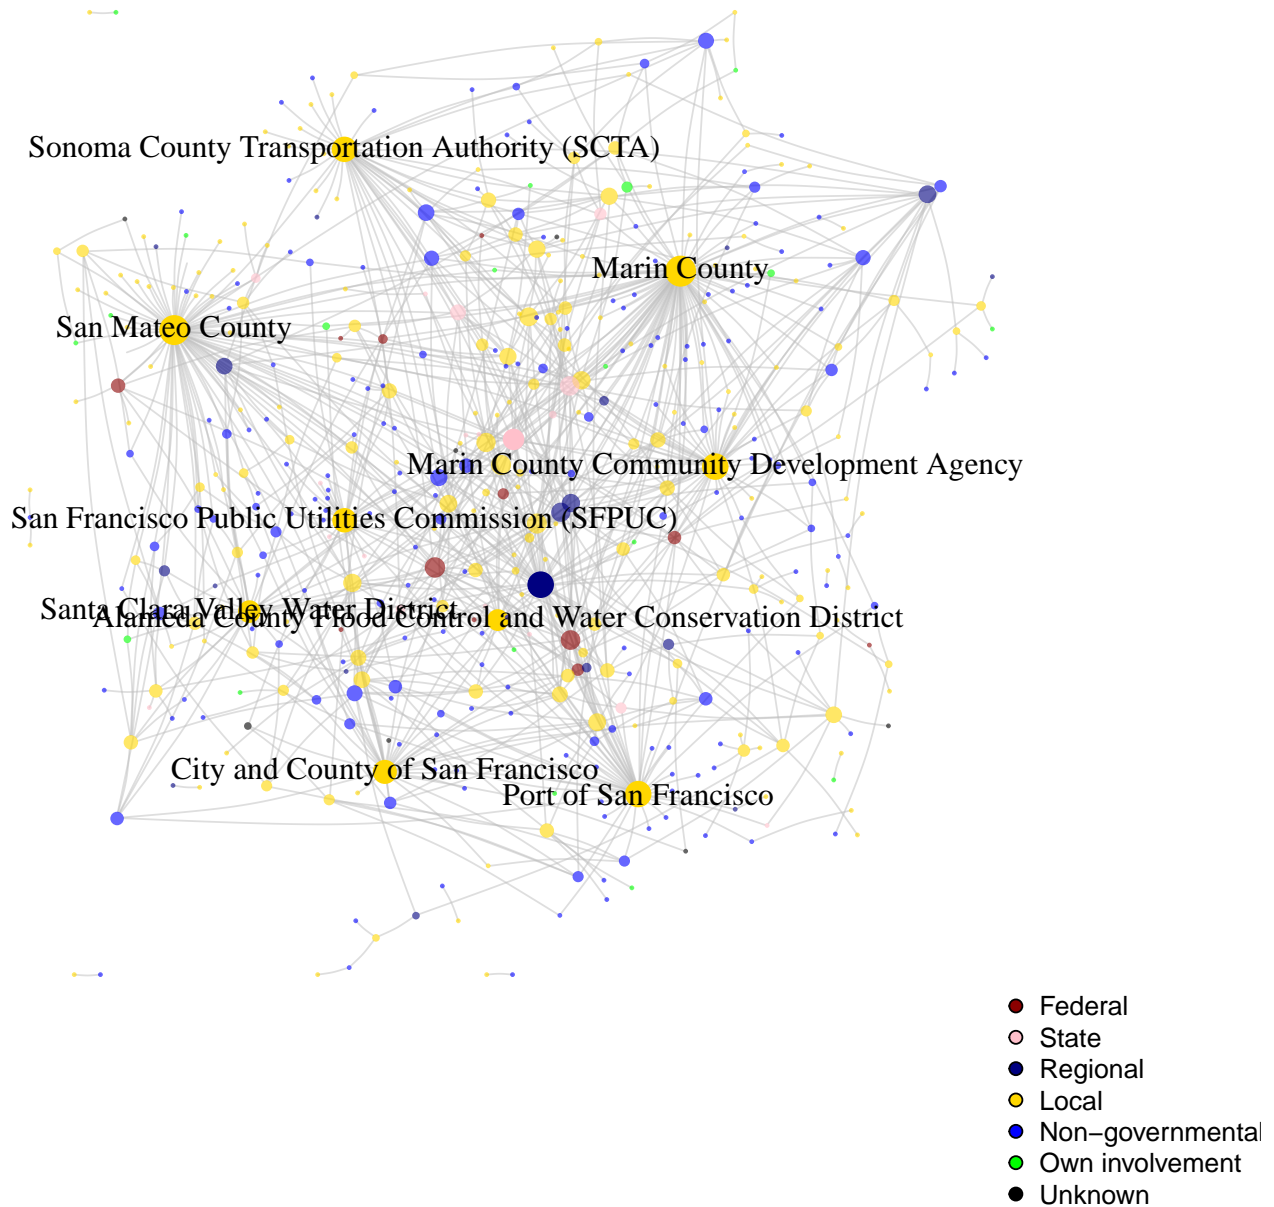 Sonoma County Transportation Authority (SCTA)
Marin County
San Mateo County
Marin County Community Development Agency
San Francisco Public Utilities Commission (SFPUC)
Santa Clara Valley Water District
Alameda County Flood Control and Water Conservation District
City and County of San Francisco
Port of San Francisco
Federal
State
Regional
Local
Non−governmental
Own involvement
Unknown